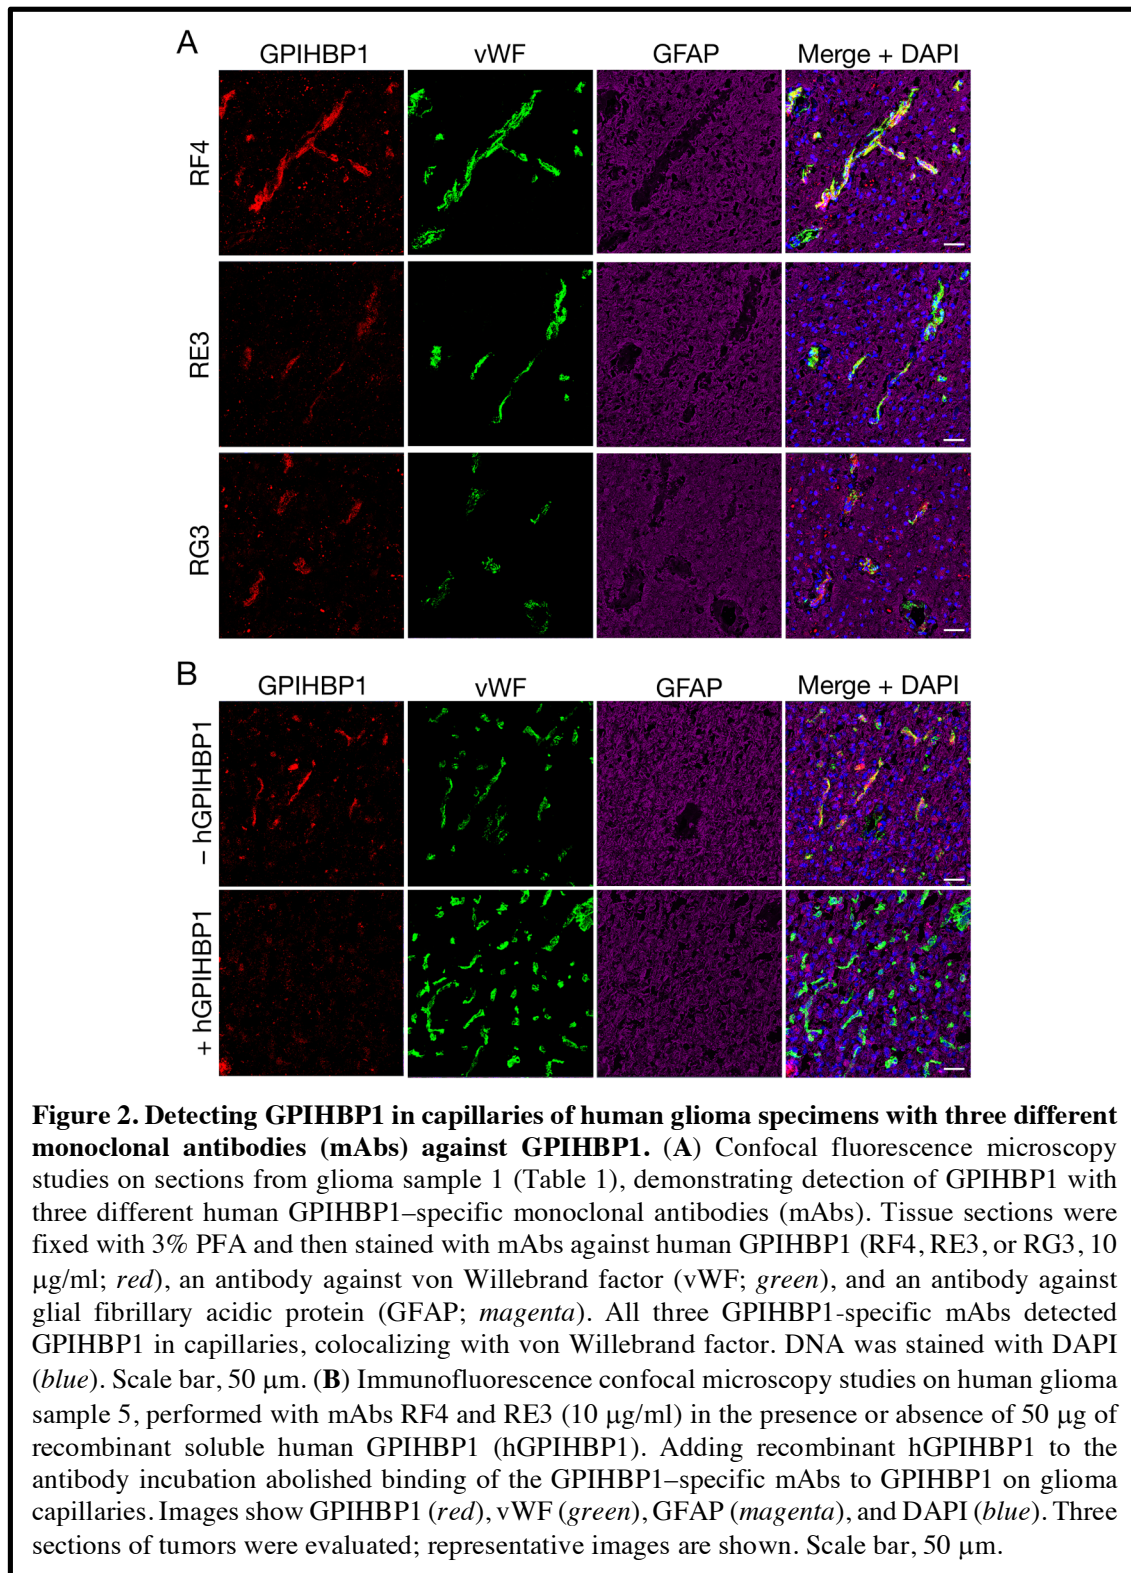 A
GPIHBP1 vWF GFAP Merge + DAPI
RF4
RE3
RG3
B
GPIHBP1 vWF GFAP Merge + DAPI
– hGPIHBP1
+ hGPIHBP1
Figure 2. Detecting GPIHBP1 in capillaries of human glioma specimens with three different
monoclonal antibodies (mAbs) against GPIHBP1. (A) Confocal fluorescence microscopy
studies on sections from glioma sample 1 (Table 1), demonstrating detection of GPIHBP1 with
three different human GPIHBP1–specific monoclonal antibodies (mAbs). Tissue sections were
fixed with 3% PFA and then stained with mAbs against human GPIHBP1 (RF4, RE3, or RG3, 10
μg/ml; red), an antibody against von Willebrand factor (vWF; green), and an antibody against
glial fibrillary acidic protein (GFAP; magenta). All three GPIHBP1-specific mAbs detected
GPIHBP1 in capillaries, colocalizing with von Willebrand factor. DNA was stained with DAPI
(blue). Scale bar, 50 μm. (B) Immunofluorescence confocal microscopy studies on human glioma
sample 5, performed with mAbs RF4 and RE3 (10 μg/ml) in the presence or absence of 50 μg of
recombinant soluble human GPIHBP1 (hGPIHBP1). Adding recombinant hGPIHBP1 to the
antibody incubation abolished binding of the GPIHBP1–specific mAbs to GPIHBP1 on glioma
capillaries. Images show GPIHBP1 (red), vWF (green), GFAP (magenta), and DAPI (blue). Three
sections of tumors were evaluated; representative images are shown. Scale bar, 50 μm.